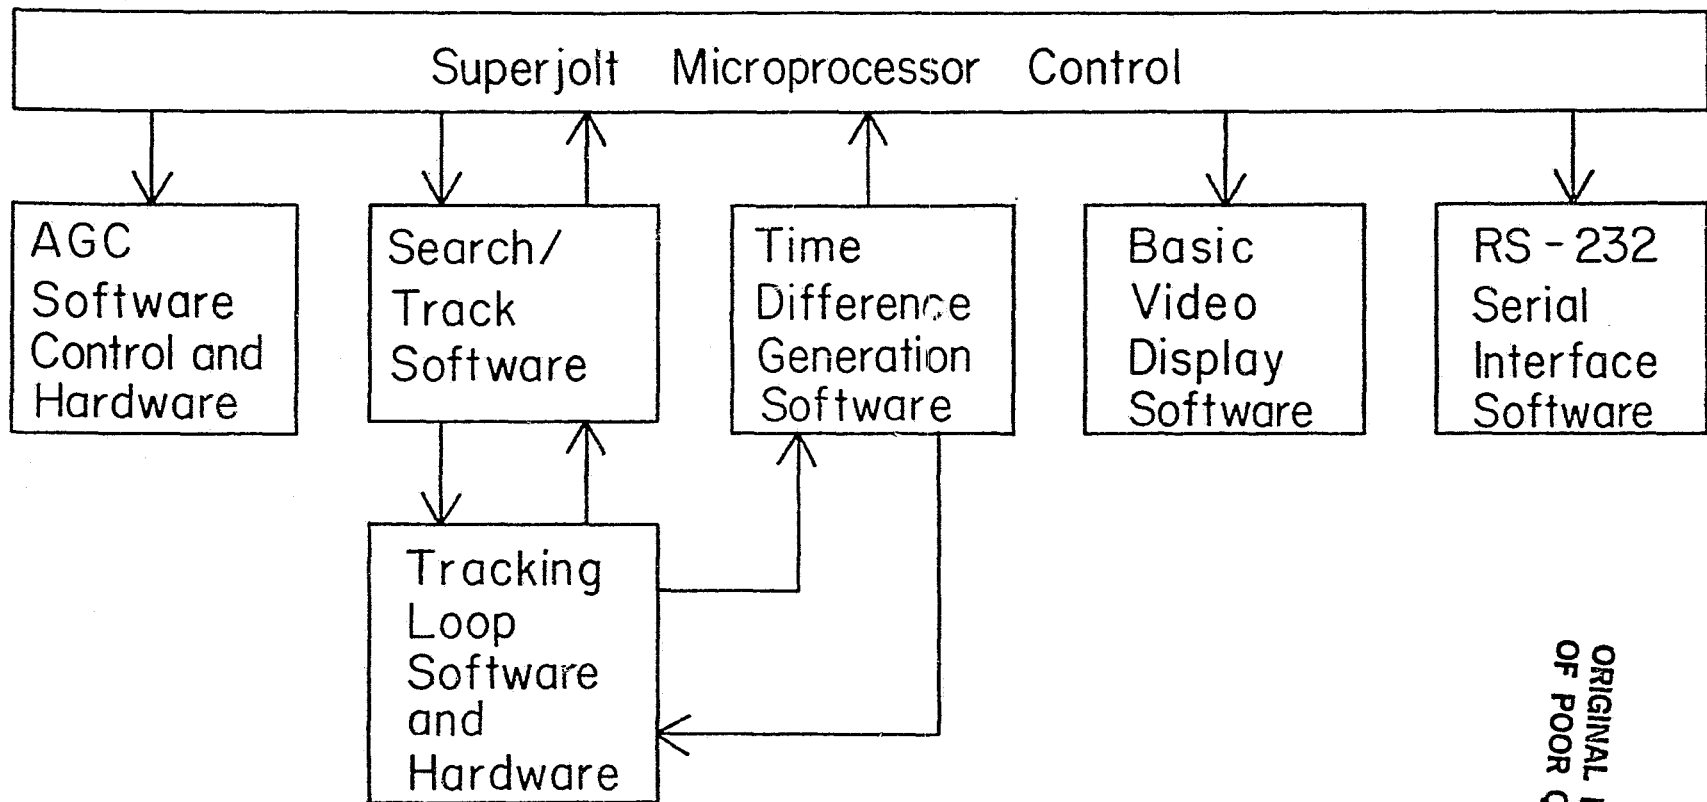 Superjolt Microprocessor Control
AGC
Software
Control and
Hardware
Search/
Track
Software
Time
Difference
Generation
Software
Basic
Video
Display
Software
RS-232
Serial
Interface
Software
Tracking
Loop
Software
and
Hardware
ORIGINAL
OF POOR